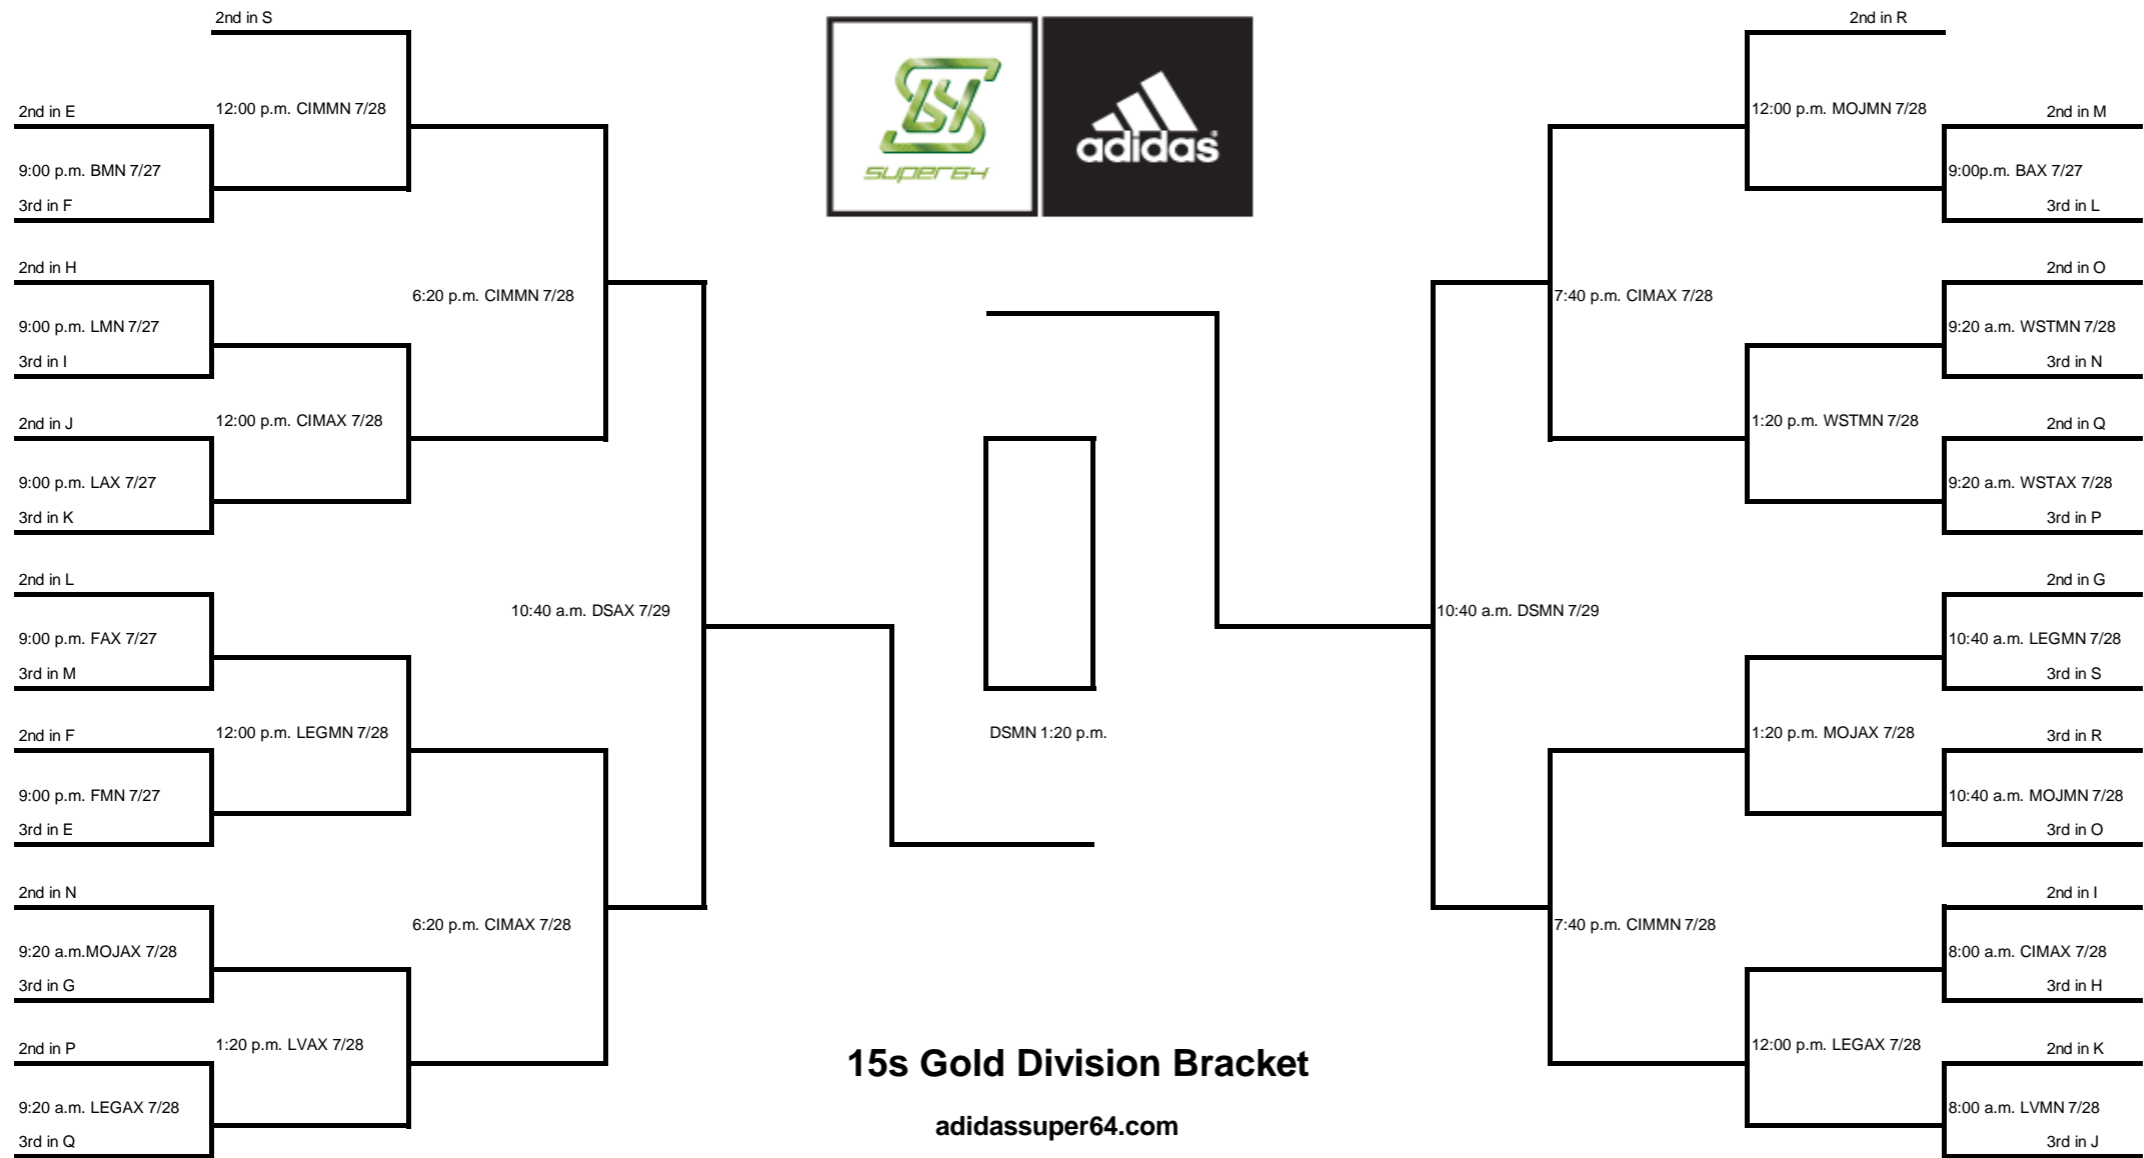 2nd in S
2nd in E
12:00 p.m. CIMMN 7/28
9:00 p.m. BMN 7/27
3rd in F
2nd in H
6:20 p.m. CIMMN 7/28
9:00 p.m. LMN 7/27
3rd in I
2nd in J
12:00 p.m. CIMAX 7/28
9:00 p.m. LAX 7/27
3rd in K
2nd in L
10:40 a.m. DSAX 7/29
9:00 p.m. FAX 7/27
3rd in M
2nd in F
12:00 p.m. LEGMN 7/28
9:00 p.m. FMN 7/27
3rd in E
2nd in N
6:20 p.m. CIMAX 7/28
9:20 a.m.MOJAX 7/28
3rd in G
2nd in P
1:20 p.m. LVAX 7/28
9:20 a.m. LEGAX 7/28
3rd in Q
super64
adidas
DSMN 1:20 p.m.
15s Gold Division Bracket
adidassuper64.com
2nd in R
12:00 p.m. MOJMN 7/28
2nd in M
9:00p.m. BAX 7/27
3rd in L
7:40 p.m. CIMAX 7/28
2nd in O
9:20 a.m. WSTMN 7/28
3rd in N
1:20 p.m. WSTMN 7/28
2nd in Q
9:20 a.m. WSTAX 7/28
3rd in P
10:40 a.m. DSMN 7/29
2nd in G
10:40 a.m. LEGMN 7/28
3rd in S
1:20 p.m. MOJAX 7/28
3rd in R
10:40 a.m. MOJMN 7/28
3rd in O
7:40 p.m. CIMMN 7/28
2nd in I
8:00 a.m. CIMAX 7/28
3rd in H
12:00 p.m. LEGAX 7/28
2nd in K
8:00 a.m. LVMN 7/28
3rd in J